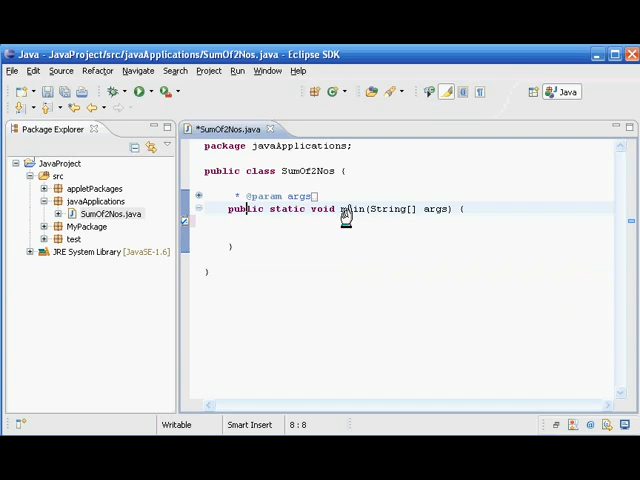 Java - JavaProject/src/javaApplications/SumOf2Nos.java - Eclipse SDK
File Edit Source Refactor Navigate Search Project Run Window Help
Java
Package Explorer
*SumOf2Nos.java
JavaProject
src
appletPackages
javaApplications
SumOf2Nos.java
MyPackage
test
JRE System Library [JavaSE-1.6]
package javaApplications;
public class SumOf2Nos {
* @param args
public static void main(String[] args) {
}
}
Writable Smart Insert 8 : 8